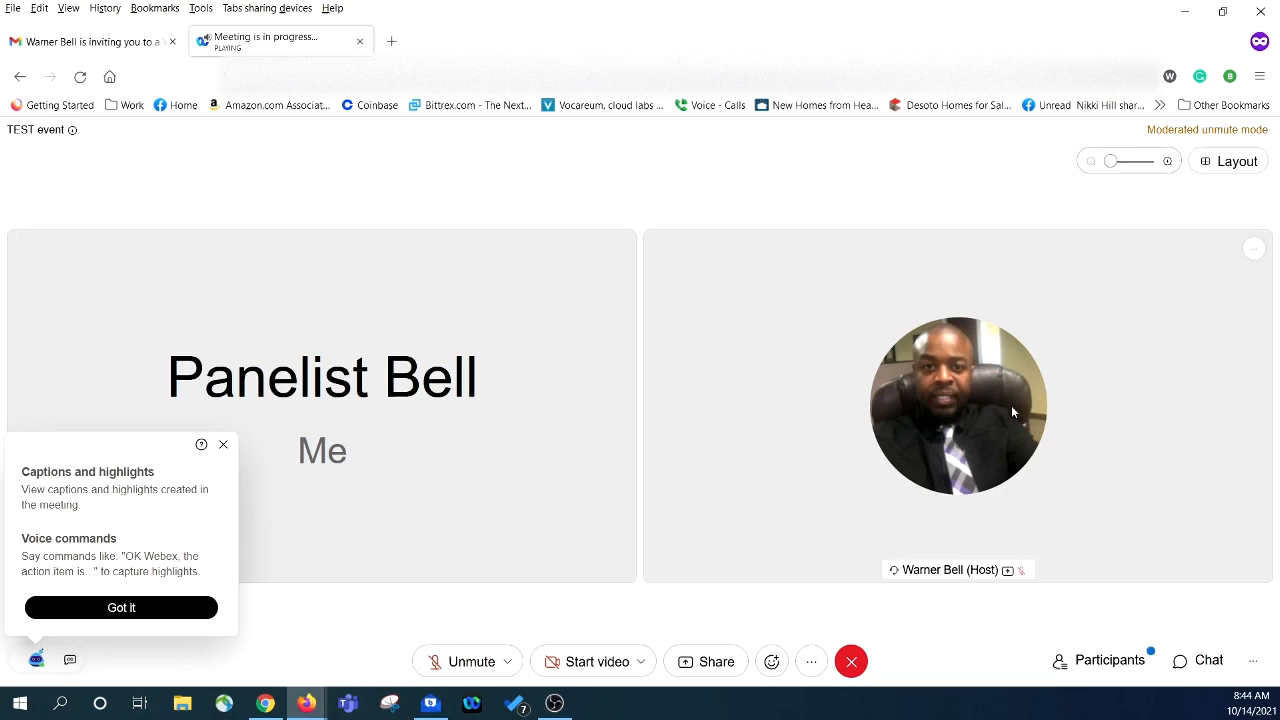 File Edit View History Bookmarks Tools Tabs sharing devices Help
Warner Bell is inviting you to a
Meeting is in progress...
PLAYING
W
B
Getting Started Work Home Amazon.com Associat... Coinbase Bittrex.com - The Next... Vocareum, cloud labs ... Voice - Calls New Homes from Hea... Desoto Homes for Sal... Unread Nikki Hill shar... Other Bookmarks
TEST event
Moderated unmute mode
Layout
Panelist Bell
Me
Captions and highlights
View captions and highlights created in
the meeting.
Voice commands
Say commands like: "OK Webex, the
action item is..." to capture highlights
Got it
Warner Bell (Host)
Unmute Start video Share Participants Chat
7
8:44 AM
10/14/2021